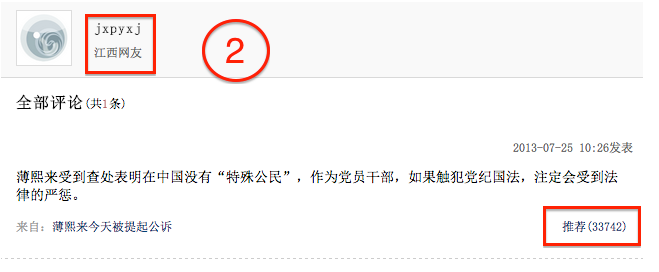 jxpyxj
江西网友
2
全部评论(共1条)
2013-07-25 10:26发表
薄熙来受到查处表明在中国没有“特殊公民”，作为党员干部，如果触犯党纪国法，注定会受到法
律的严惩。
来自：薄熙来今天被提起公诉
推荐(33742)